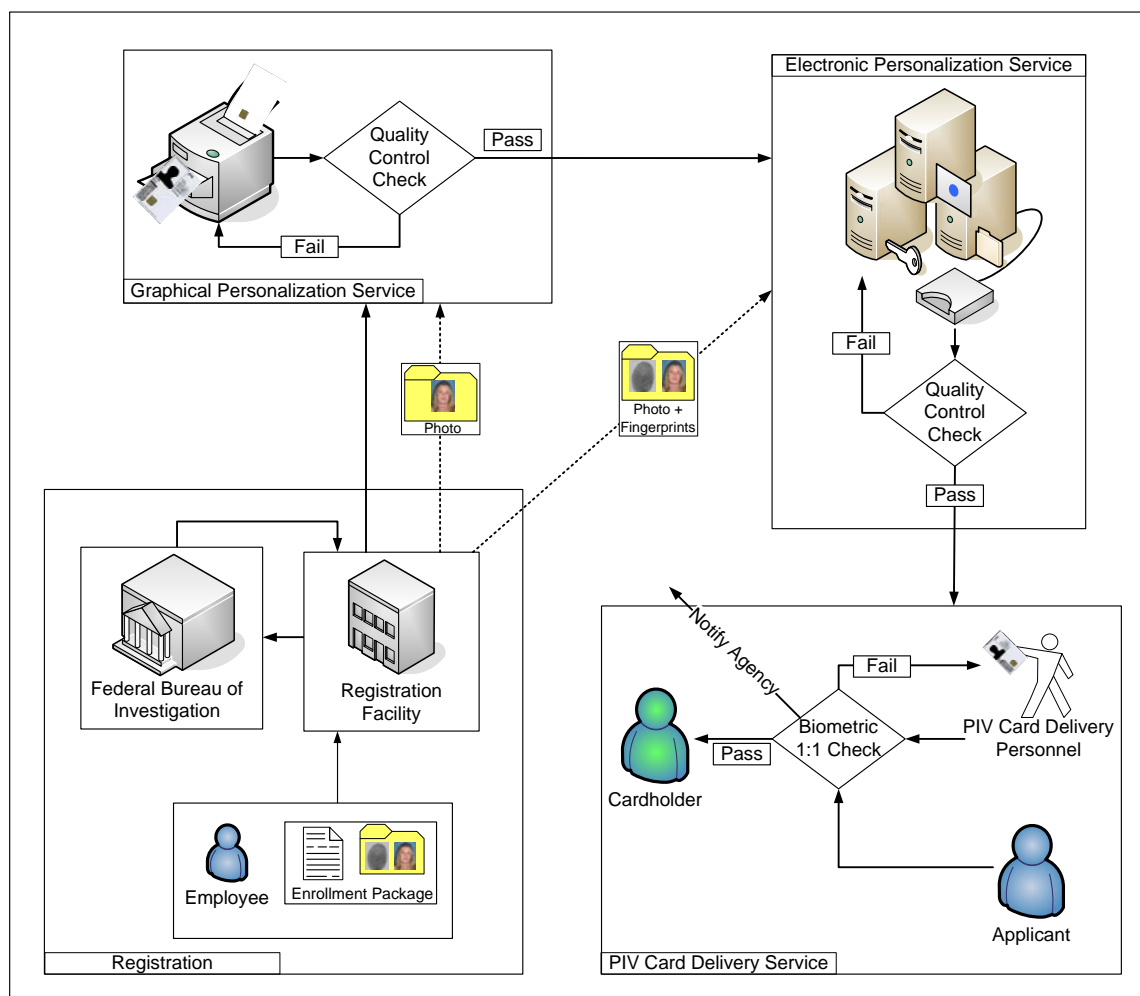 Electronic Personalization Service
Quality
Control
Check
Pass
Fail
Graphical Personalization Service
Fail
Quality
Control
Check
Pass
Photo
Photo +
Fingerprints
Federal Bureau of
Investigation
Registration
Facility
Employee
Enrollment Package
Registration
Notify Agency
Fail
Biometric
1:1 Check
Pass
PIV Card Delivery
Personnel
Cardholder
Applicant
PIV Card Delivery Service